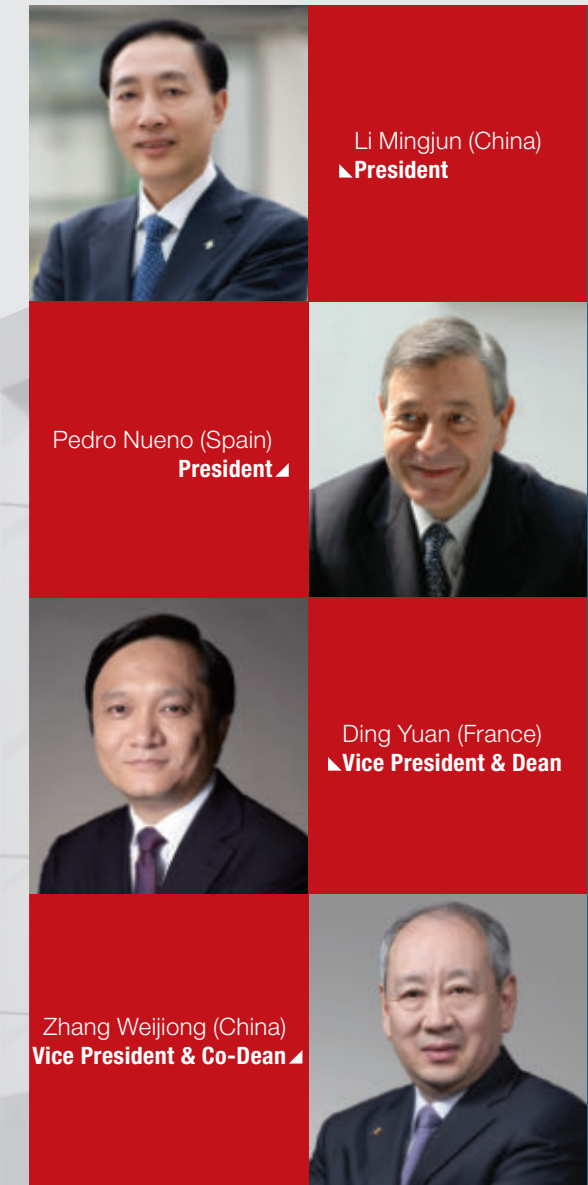 Li Mingjun (China)
President
Pedro Nueno (Spain)
President
Ding Yuan (France)
Vice President & Dean
Zhang Weijiong (China)
Vice President & Co-Dean